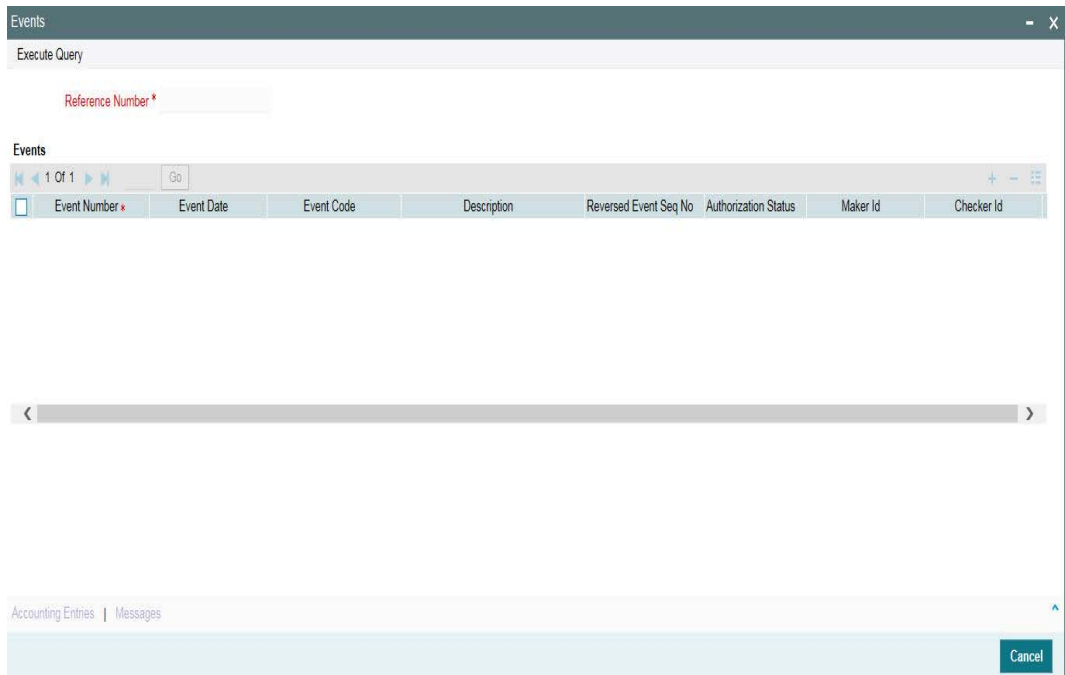 Events
Execute Query
Reference Number *
Events
1 Of 1 Go
Event Number * Event Date Event Code Description Reversed Event Seq No Authorization Status Maker Id Checker Id
Accounting Entries | Messages
Cancel